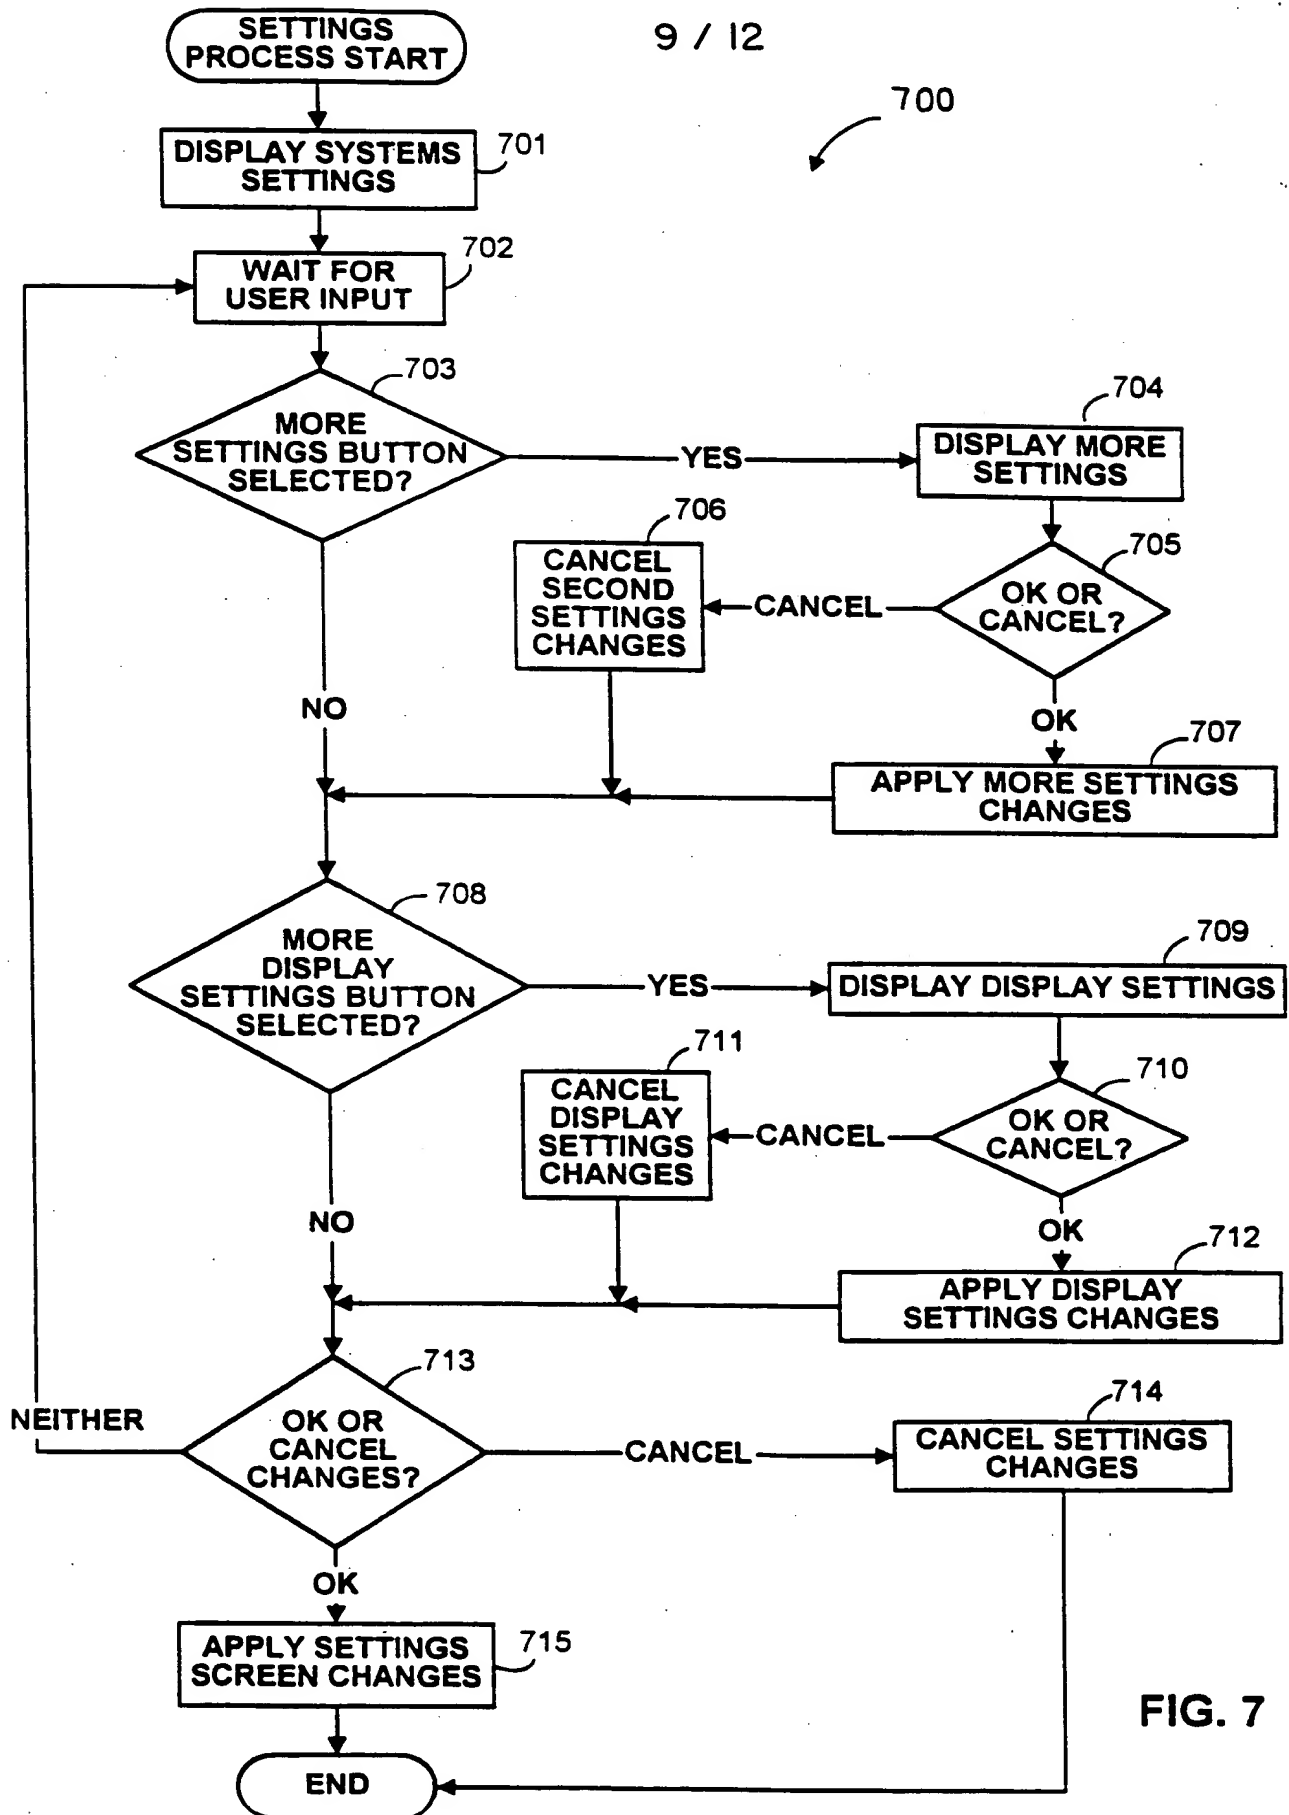 SETTINGS
PROCESS START
9 / 12
700
DISPLAY SYSTEMS
SETTINGS
701
WAIT FOR
USER INPUT
702
703
MORE
SETTINGS BUTTON
SELECTED?
YES
704
DISPLAY MORE
SETTINGS
705
OK OR
CANCEL?
CANCEL
706
CANCEL
SECOND
SETTINGS
CHANGES
NO
OK
707
APPLY MORE SETTINGS
CHANGES
708
MORE
DISPLAY
SETTINGS BUTTON
SELECTED?
YES
709
DISPLAY DISPLAY SETTINGS
710
OK OR
CANCEL?
CANCEL
711
CANCEL
DISPLAY
SETTINGS
CHANGES
NO
OK
712
APPLY DISPLAY
SETTINGS CHANGES
713
OK OR
CANCEL
CHANGES?
NEITHER
CANCEL
714
CANCEL SETTINGS
CHANGES
OK
APPLY SETTINGS
SCREEN CHANGES
715
END
FIG. 7